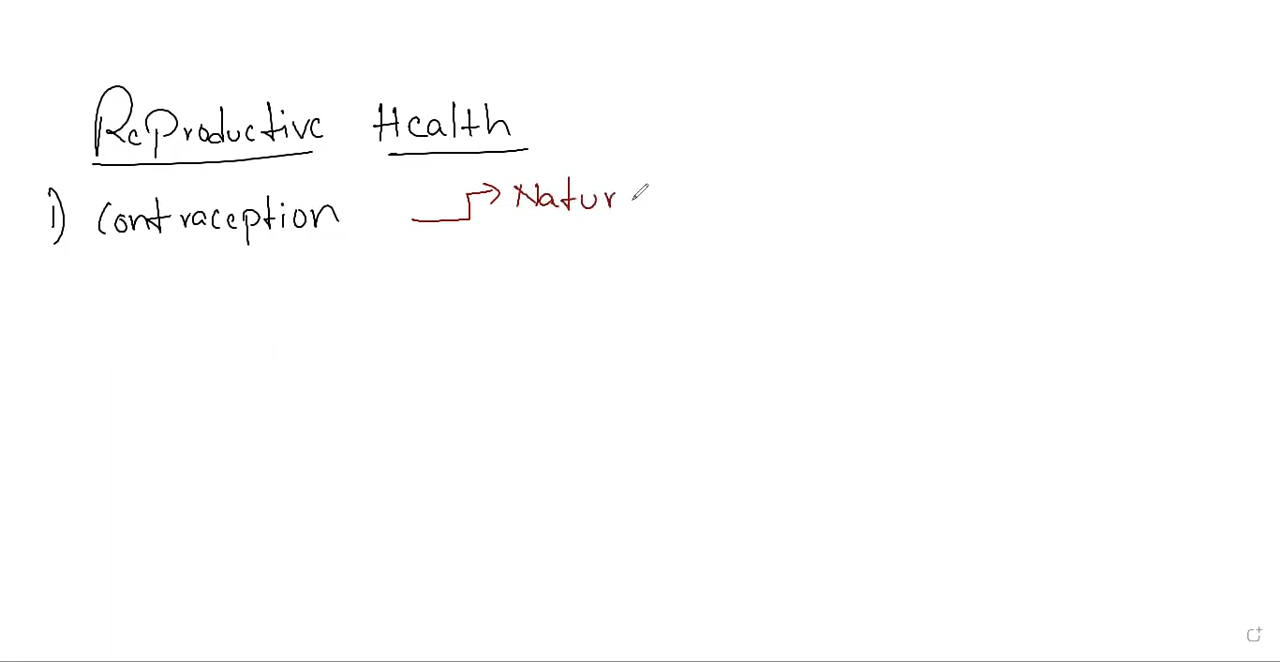 Reproductive Health
1) Contraception → Natur